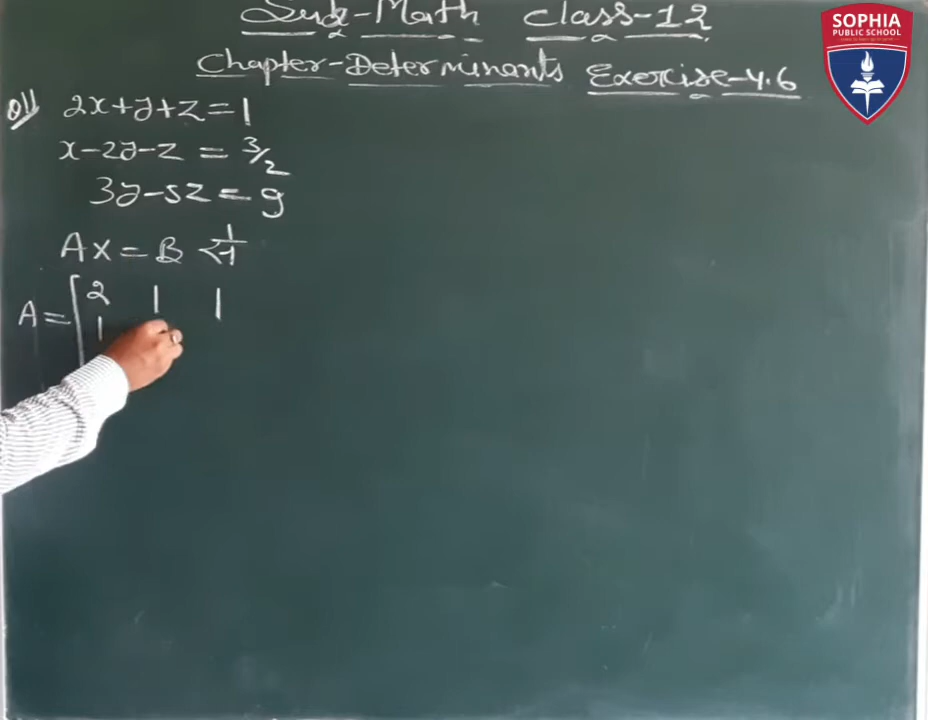 Sub-Math Class-12
Chapter-Determinants Exercise-4.6
SOPHIA
PUBLIC SCHOOL
Q11 2x+y+z=1
x-2y-z = 3/2
3y-5z = 9
AX=B
A=[2 1 1
1